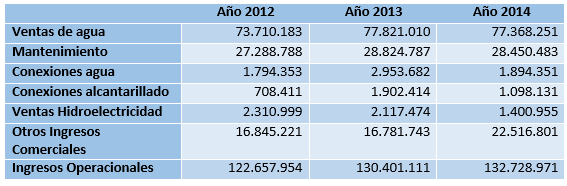 Año 2012 Año 2013 Año 2014
Ventas de agua 73.710.183 77.821.010 77.368.251
Mantenimiento 27.288.788 28.824.787 28.450.483
Conexiones agua 1.794.353 2.953.682 1.894.351
Conexiones alcantarillado 708.411 1.902.414 1.098.131
Ventas Hidroelectricidad 2.310.999 2.117.474 1.400.955
Otros Ingresos 16.845.221 16.781.743 22.516.801
Comerciales
Ingresos Operacionales 122.657.954 130.401.111 132.728.971